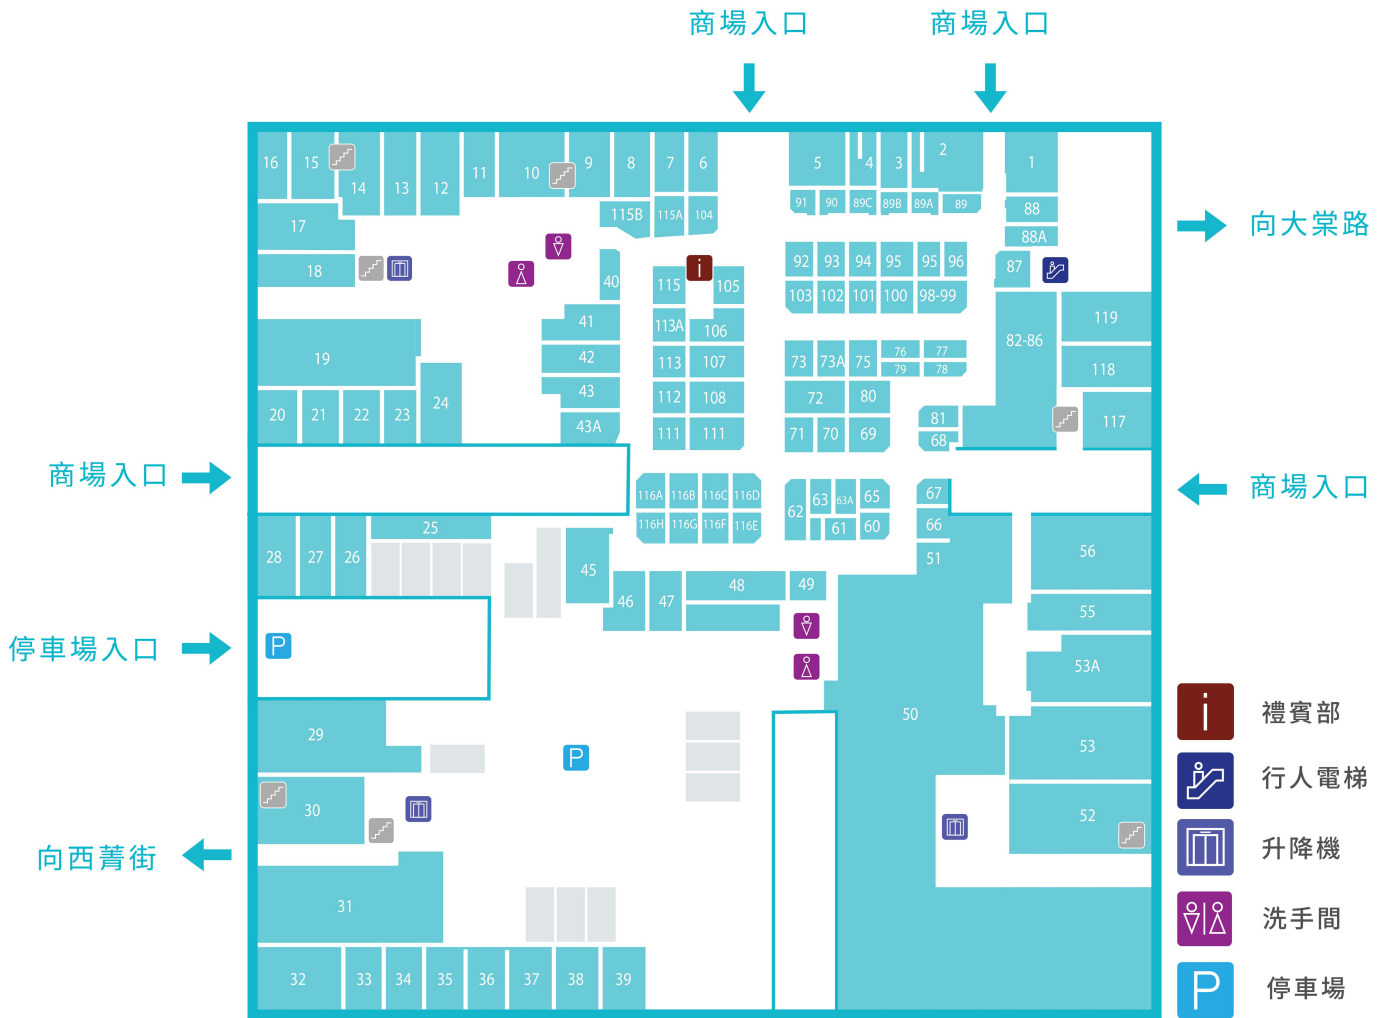 商場入口 商場入口
16 15 14 13 12 11 10 9 8 7 6 5 4 3 2 1
115B 115A 104 91 90 89C 89B 89A 89 88
17 88A
向大棠路
18 40 115 i 105 92 93 94 95 95 96 87
103 102 101 100 98-99
41 113A 106 119
19 42 113 107 73 73A 75 76 77 82-86
79 78 118
43 112 108 72 80
20 21 22 23 24 43A 111 111 71 70 69 81 117
68
商場入口 商場入口
116A 116B 116C 116D 62 63 63A 65 67
116H 116G 116F 116E 61 60 66
28 27 26 25 45 51 56
46 47 48 49 55
停車場入口 P
53A
29 50 53
P
30 52
向西菁街
31
32 33 34 35 36 37 38 39
i 禮賓部
行人電梯
升降機
洗手間
P 停車場